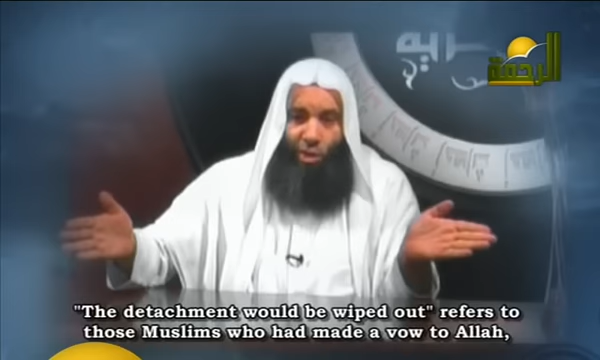 الرحمة
"The detachment would be wiped out" refers to
those Muslims who had made a vow to Allah,